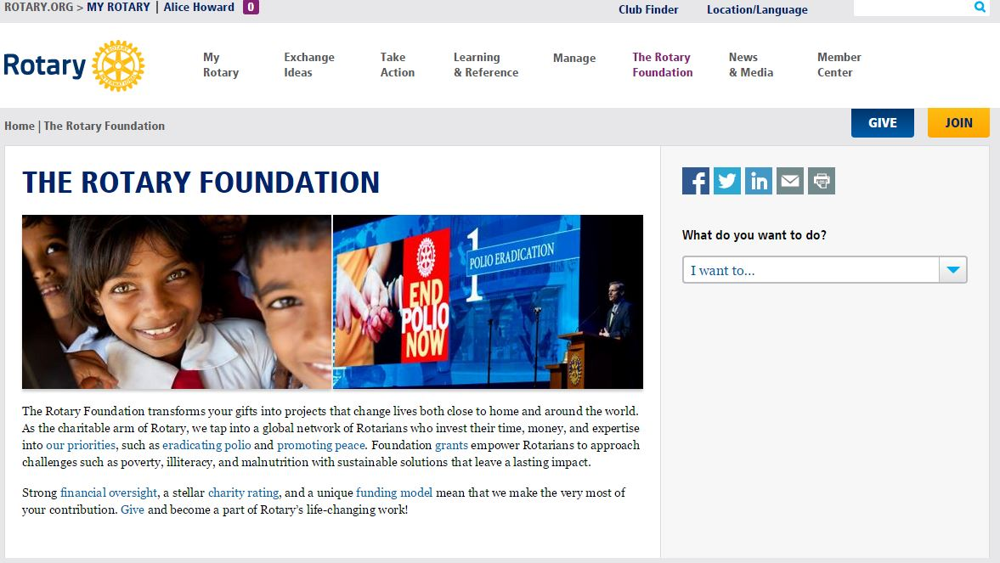 ROTARY.ORG > MY ROTARY | Alice Howard 0
Club Finder
Location/Language
Rotary
ROTARY
INTERNATIONAL
My
Rotary
Exchange
Ideas
Take
Action
Learning
& Reference
Manage
The Rotary
Foundation
News
& Media
Member
Center
Home | The Rotary Foundation
GIVE
JOIN
THE ROTARY FOUNDATION
END
POLIO
NOW
1
POLIO ERADICATION
The Rotary Foundation transforms your gifts into projects that change lives both close to home and around the world.
As the charitable arm of Rotary, we tap into a global network of Rotarians who invest their time, money, and expertise
into our priorities, such as eradicating polio and promoting peace. Foundation grants empower Rotarians to approach
challenges such as poverty, illiteracy, and malnutrition with sustainable solutions that leave a lasting impact.
Strong financial oversight, a stellar charity rating, and a unique funding model mean that we make the very most of
your contribution. Give and become a part of Rotary’s life-changing work!
f
in
What do you want to do?
I want to...